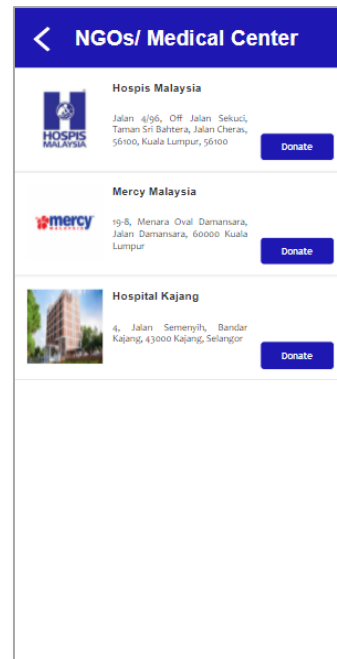 NGOs/ Medical Center
Hospis Malaysia
Jalan 4/96, Off Jalan Sekuci,
Taman Sri Bahtera, Jalan Cheras,
56100, Kuala Lumpur, 56100
HOSPIS
MALAYSIA
Donate
Mercy Malaysia
19-8, Menara Oval Damansara,
Jalan Damansara, 60000 Kuala
Lumpur
mercy
MALAYSIA
Donate
Hospital Kajang
4, Jalan Semenyih, Bandar
Kajang, 43000 Kajang, Selangor
Donate